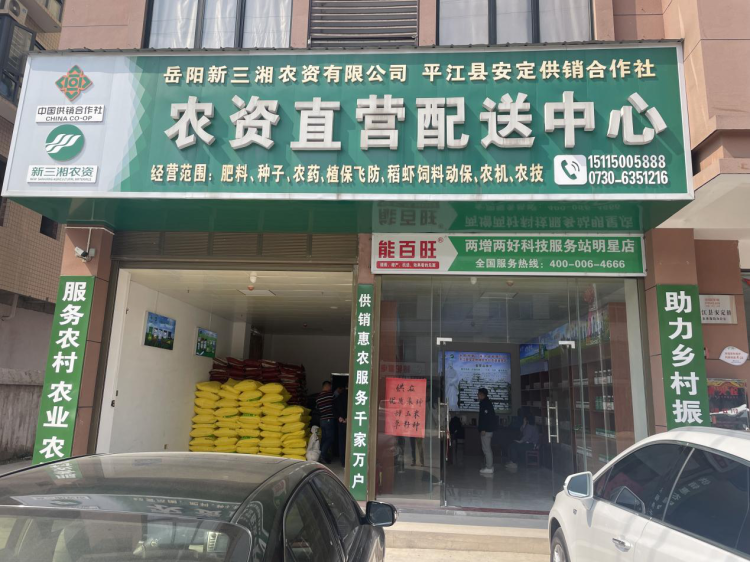 岳阳新三湘农资有限公司 平江县安定供销合作社
中国供销合作社
CHINA CO-OP
新三湘农资
农资直营配送中心
经营范围：肥料、种子、农药、植保飞防、稻虾饲料动保、农机、农技
15115005888
0730-6351216
能百旺®
两增两好科技服务站明星店
全国服务热线：400-006-4666
服务农村农业农
供销惠农服务千家万户
助力乡村振
供应